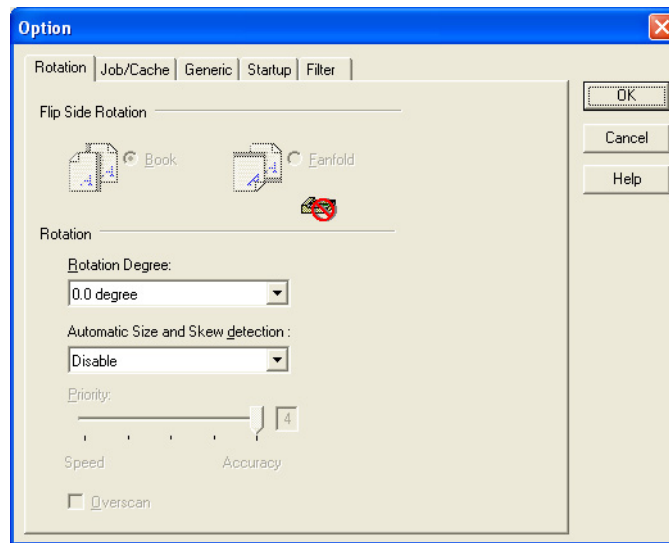 Option
Rotation Job/Cache Generic Startup Filter
OK
Cancel
Help
Flip Side Rotation
Book Fanfold
Rotation
Rotation Degree:
0.0 degree
Automatic Size and Skew detection :
Disable
Priority:
4
Speed Accuracy
Overscan